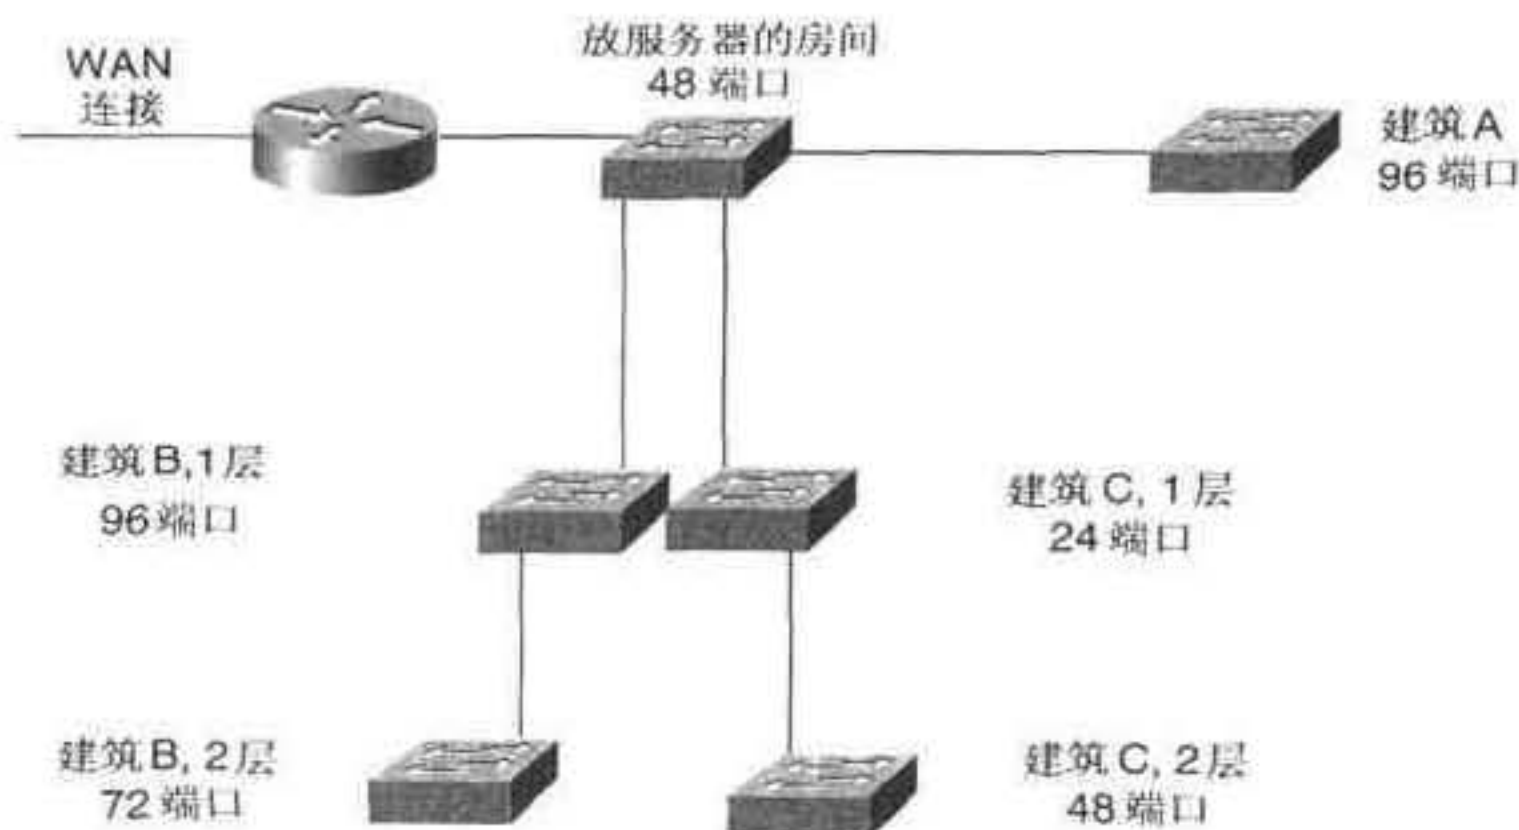 WAN
连接
放服务器的房间
48 端口
建筑 A
96 端口
建筑 B,1 层
96 端口
建筑 C, 1 层
24 端口
建筑 B, 2 层
72 端口
建筑 C, 2 层
48 端口